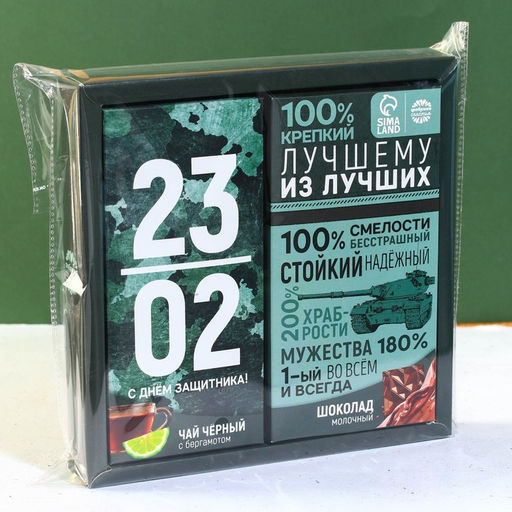 23
02
С ДНЁМ ЗАЩИТНИКА!
ЧАЙ ЧЁРНЫЙ
с бергамотом
100%
КРЕПКИЙ
SIMA
LAND
ЛУЧШЕМУ
ИЗ ЛУЧШИХ
100% СМЕЛОСТИ
БЕССТРАШНЫЙ
СТОЙКИЙ НАДЁЖНЫЙ
200% ХРАБ-
РОСТИ
МУЖЕСТВА 180%
1-ый ВО ВСЁМ
И ВСЕГДА
ШОКОЛАД
МОЛОЧНЫЙ